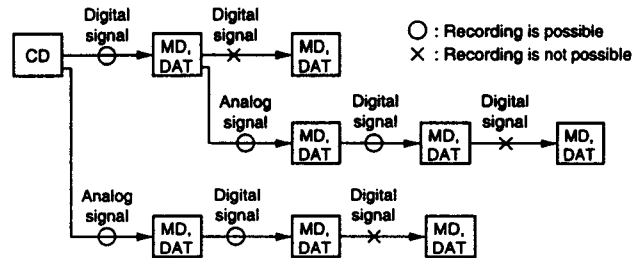 Digital
signal
Digital
signal
○ : Recording is possible
× : Recording is not possible
CD
MD,
DAT
MD,
DAT
Analog
signal
Digital
signal
Digital
signal
MD,
DAT
MD,
DAT
MD,
DAT
Analog
signal
Digital
signal
Digital
signal
MD,
DAT
MD,
DAT
MD,
DAT